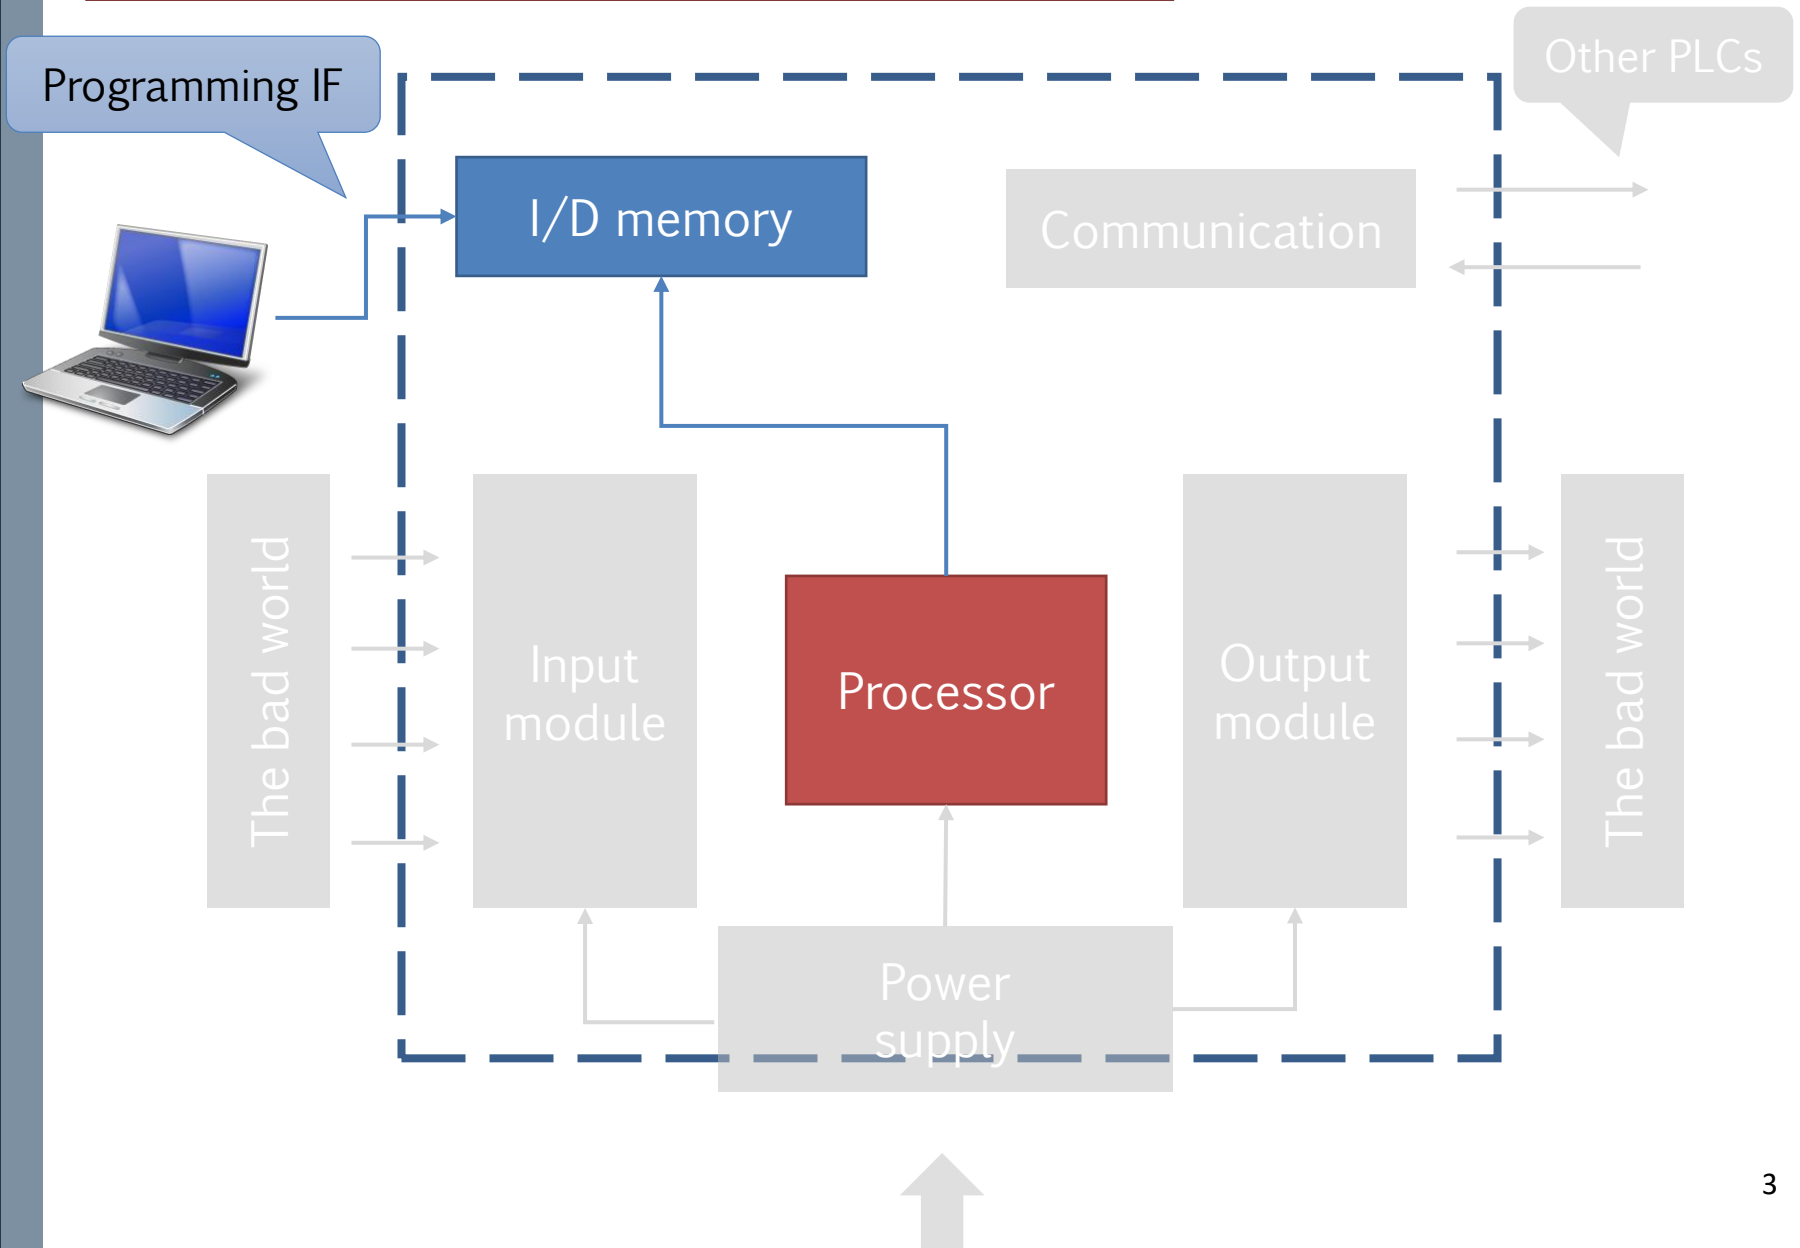 Programming IF
Other PLCs
I/D memory
Communication
The bad world
Input
module
Processor
Output
module
The bad world
Power
supply
3